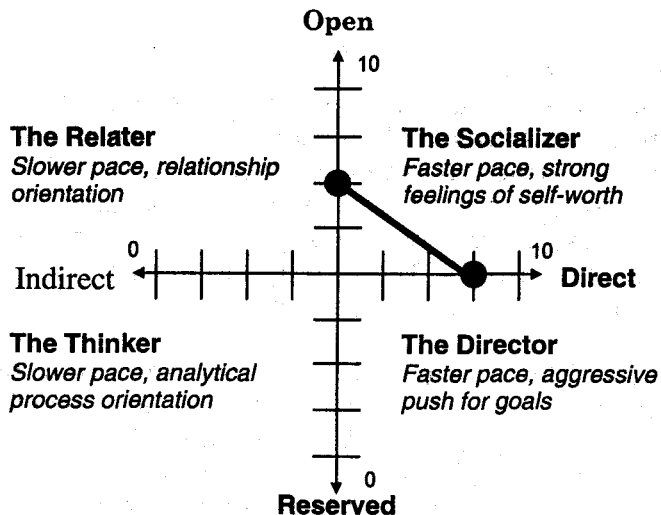 Open
10
The Relater
Slower pace, relationship
orientation
The Socializer
Faster pace, strong
feelings of self-worth
0
10
Indirect
Direct
The Thinker
Slower pace, analytical
process orientation
The Director
Faster pace, aggressive
push for goals
0
Reserved